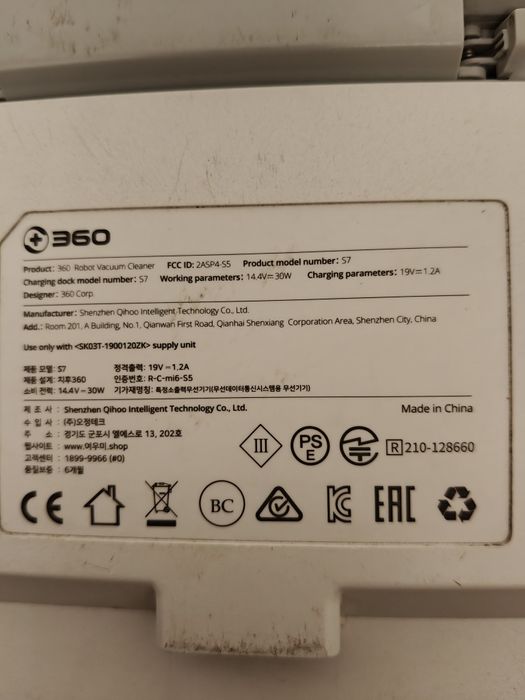 360
Product: 360 Robot Vacuum Cleaner FCC ID: 2ASP4-S5 Product model number: S7
Charging dock model number: S7 Working parameters: 14.4V⎓30W Charging parameters: 19V⎓1.2A
Designer: 360 Corp.
Manufacturer: Shenzhen Qihoo Intelligent Technology Co., Ltd.
Add.: Room 201, A Building, No.1, Qianwan First Road, Qianhai Shenxiang Corporation Area, Shenzhen City, China
Use only with <SK03T-1900120Z€> supply unit
제품 모델: S7 정격출력: 19V⎓1.2A
제품 설계: 치후360 인증번호: R-C-mi6-S5
소비 전력: 14.4V⎓30W 기기재명칭: 특정소출력무선기기(무선데이터통신시스템용 무선기기)
제 조 사 : Shenzhen Qihoo Intelligent Technology Co., Ltd. Made in China
수 입 사 : (주)오정테크
주 소 : 경기도 군포시 엘에스로 13, 202호
웹사이트 : www.여우미.shop
고객센터 : 1899-9966 (#0)
품질보증 : 6개월
III PS E R 210-128660
CE BC KC EAC